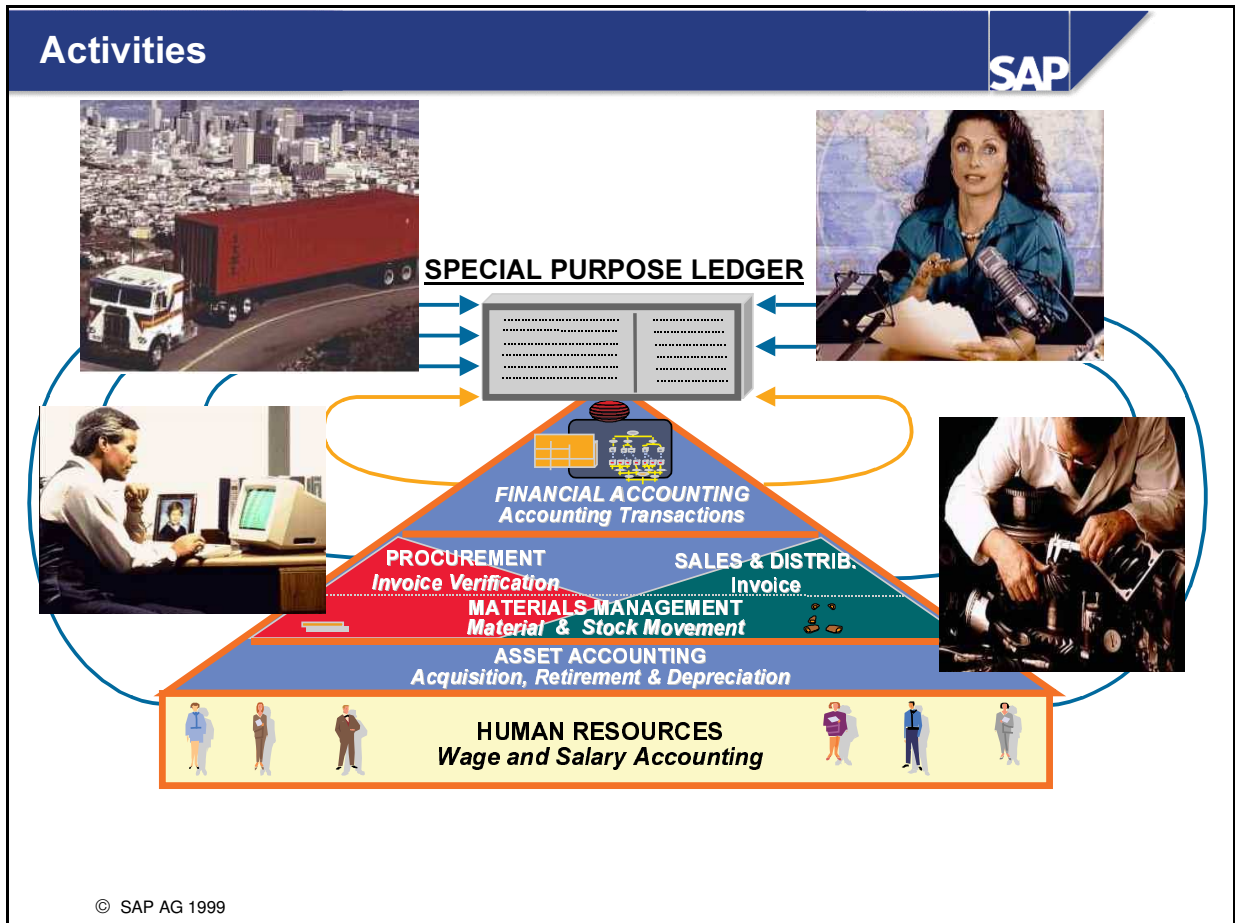 Activities
SAP
SPECIAL PURPOSE LEDGER
FINANCIAL ACCOUNTING
Accounting Transactions
PROCUREMENT
Invoice Verification
SALES & DISTRIB.
Invoice
MATERIALS MANAGEMENT
Material & Stock Movement
ASSET ACCOUNTING
Acquisition, Retirement & Depreciation
HUMAN RESOURCES
Wage and Salary Accounting
© SAP AG 1999